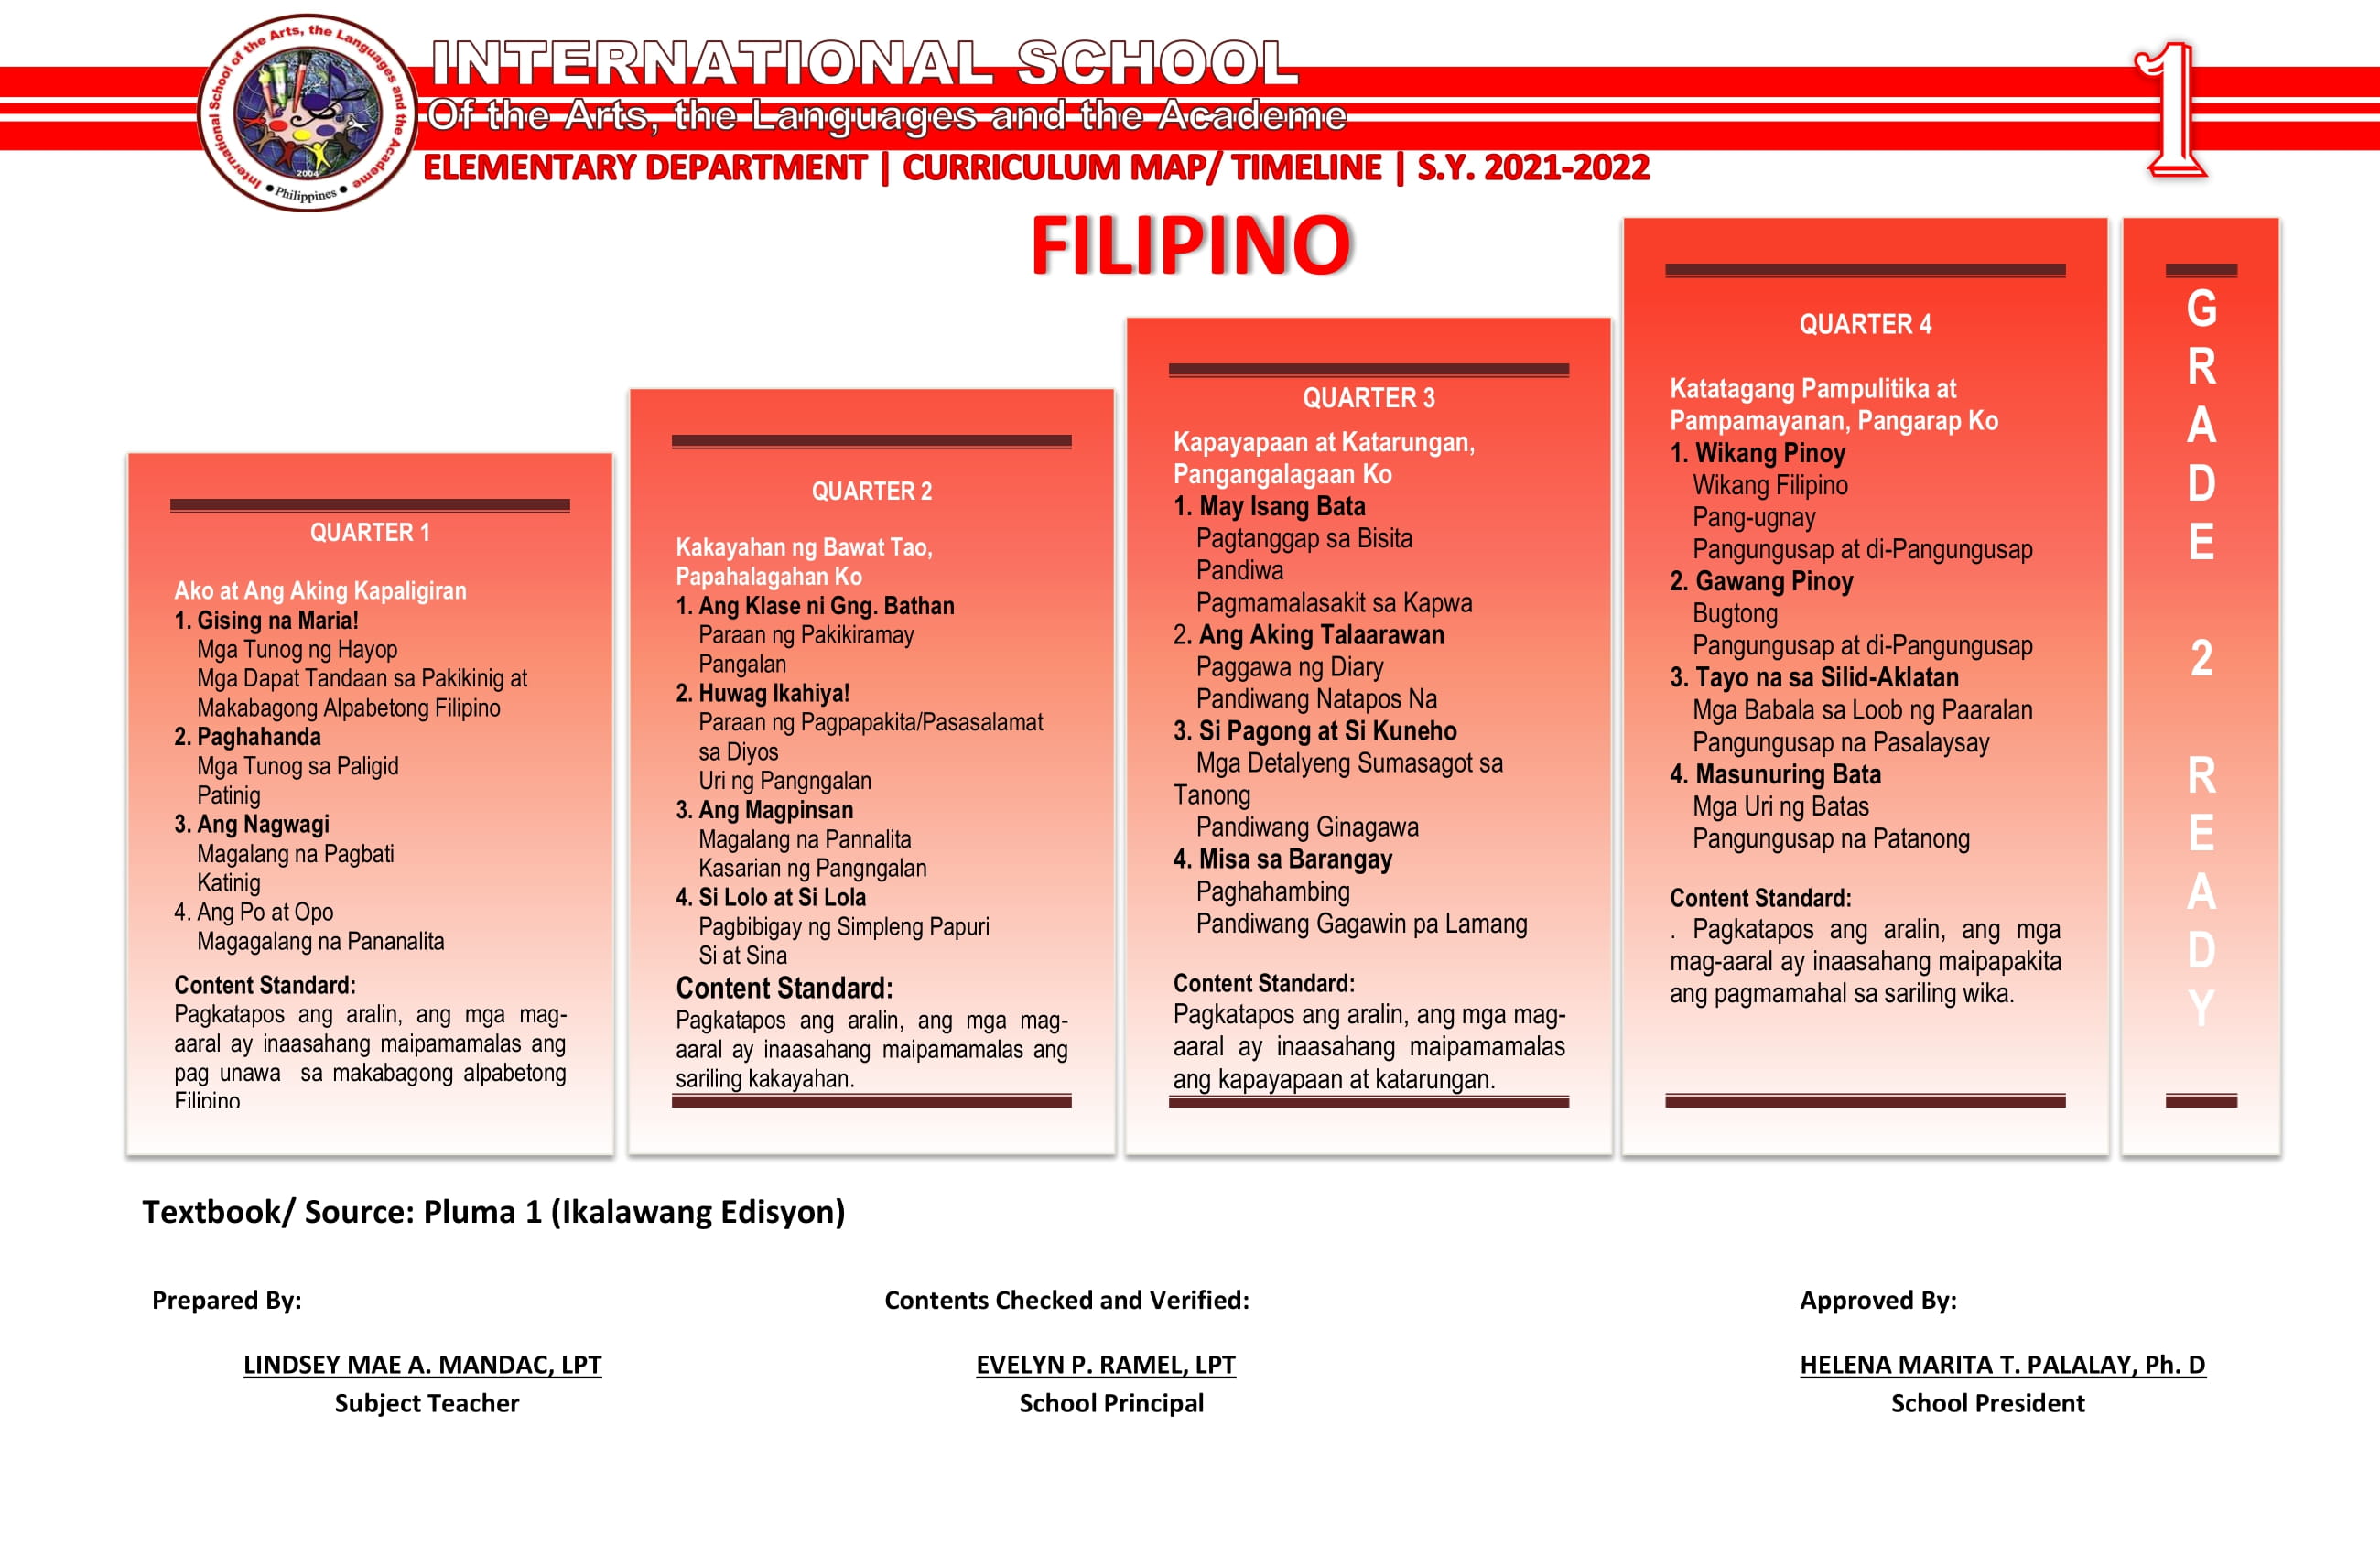 International School of the Arts, the Languages and the Academe
2004
Philippines
INTERNATIONAL SCHOOL
Of the Arts, the Languages and the Academe
ELEMENTARY DEPARTMENT | CURRICULUM MAP/ TIMELINE | S.Y. 2021-2022
1
FILIPINO
QUARTER 1
Ako at Ang Aking Kapaligiran
1. Gising na Maria!
Mga Tunog ng Hayop
Mga Dapat Tandaan sa Pakikinig at
Makabagong Alpabetong Filipino
2. Paghahanda
Mga Tunog sa Paligid
Patinig
3. Ang Nagwagi
Magalang na Pagbati
Katinig
4. Ang Po at Opo
Magagalang na Pananalita
Content Standard:
Pagkatapos ang aralin, ang mga mag-
aaral ay inaasahang maipamamalas ang
pag unawa sa makabagong alpabetong
Filipino
QUARTER 2
Kakayahan ng Bawat Tao,
Papahalagahan Ko
1. Ang Klase ni Gng. Bathan
Paraan ng Pakikiramay
Pangalan
2. Huwag Ikahiya!
Paraan ng Pagpapakita/Pasasalamat
sa Diyos
Uri ng Pangngalan
3. Ang Magpinsan
Magalang na Pannalita
Kasarian ng Pangngalan
4. Si Lolo at Si Lola
Pagbibigay ng Simpleng Papuri
Si at Sina
Content Standard:
Pagkatapos ang aralin, ang mga mag-
aaral ay inaasahang maipamamalas ang
sariling kakayahan.
QUARTER 3
Kapayapaan at Katarungan,
Pangangalagaan Ko
1. May Isang Bata
Pagtanggap sa Bisita
Pandiwa
Pagmamalasakit sa Kapwa
2. Ang Aking Talaarawan
Paggawa ng Diary
Pandiwang Natapos Na
3. Si Pagong at Si Kuneho
Mga Detalyeng Sumasagot sa
Tanong
Pandiwang Ginagawa
4. Misa sa Barangay
Paghahambing
Pandiwang Gagawin pa Lamang
Content Standard:
Pagkatapos ang aralin, ang mga mag-
aaral ay inaasahang maipamamalas
ang kapayapaan at katarungan.
QUARTER 4
Katatagang Pampulitika at
Pampamayanan, Pangarap Ko
1. Wikang Pinoy
Wikang Filipino
Pang-ugnay
Pangungusap at di-Pangungusap
2. Gawang Pinoy
Bugtong
Pangungusap at di-Pangungusap
3. Tayo na sa Silid-Aklatan
Mga Babala sa Loob ng Paaralan
Pangungusap na Pasalaysay
4. Masunuring Bata
Mga Uri ng Batas
Pangungusap na Patanong
Content Standard:
. Pagkatapos ang aralin, ang mga
mag-aaral ay inaasahang maipapakita
ang pagmamahal sa sariling wika.
G
R
A
D
E
2
R
E
A
D
Y
Textbook/ Source: Pluma 1 (Ikalawang Edisyon)
Prepared By:
LINDSEY MAE A. MANDAC, LPT
Subject Teacher
Contents Checked and Verified:
EVELYN P. RAMEL, LPT
School Principal
Approved By:
HELENA MARITA T. PALALAY, Ph. D
School President